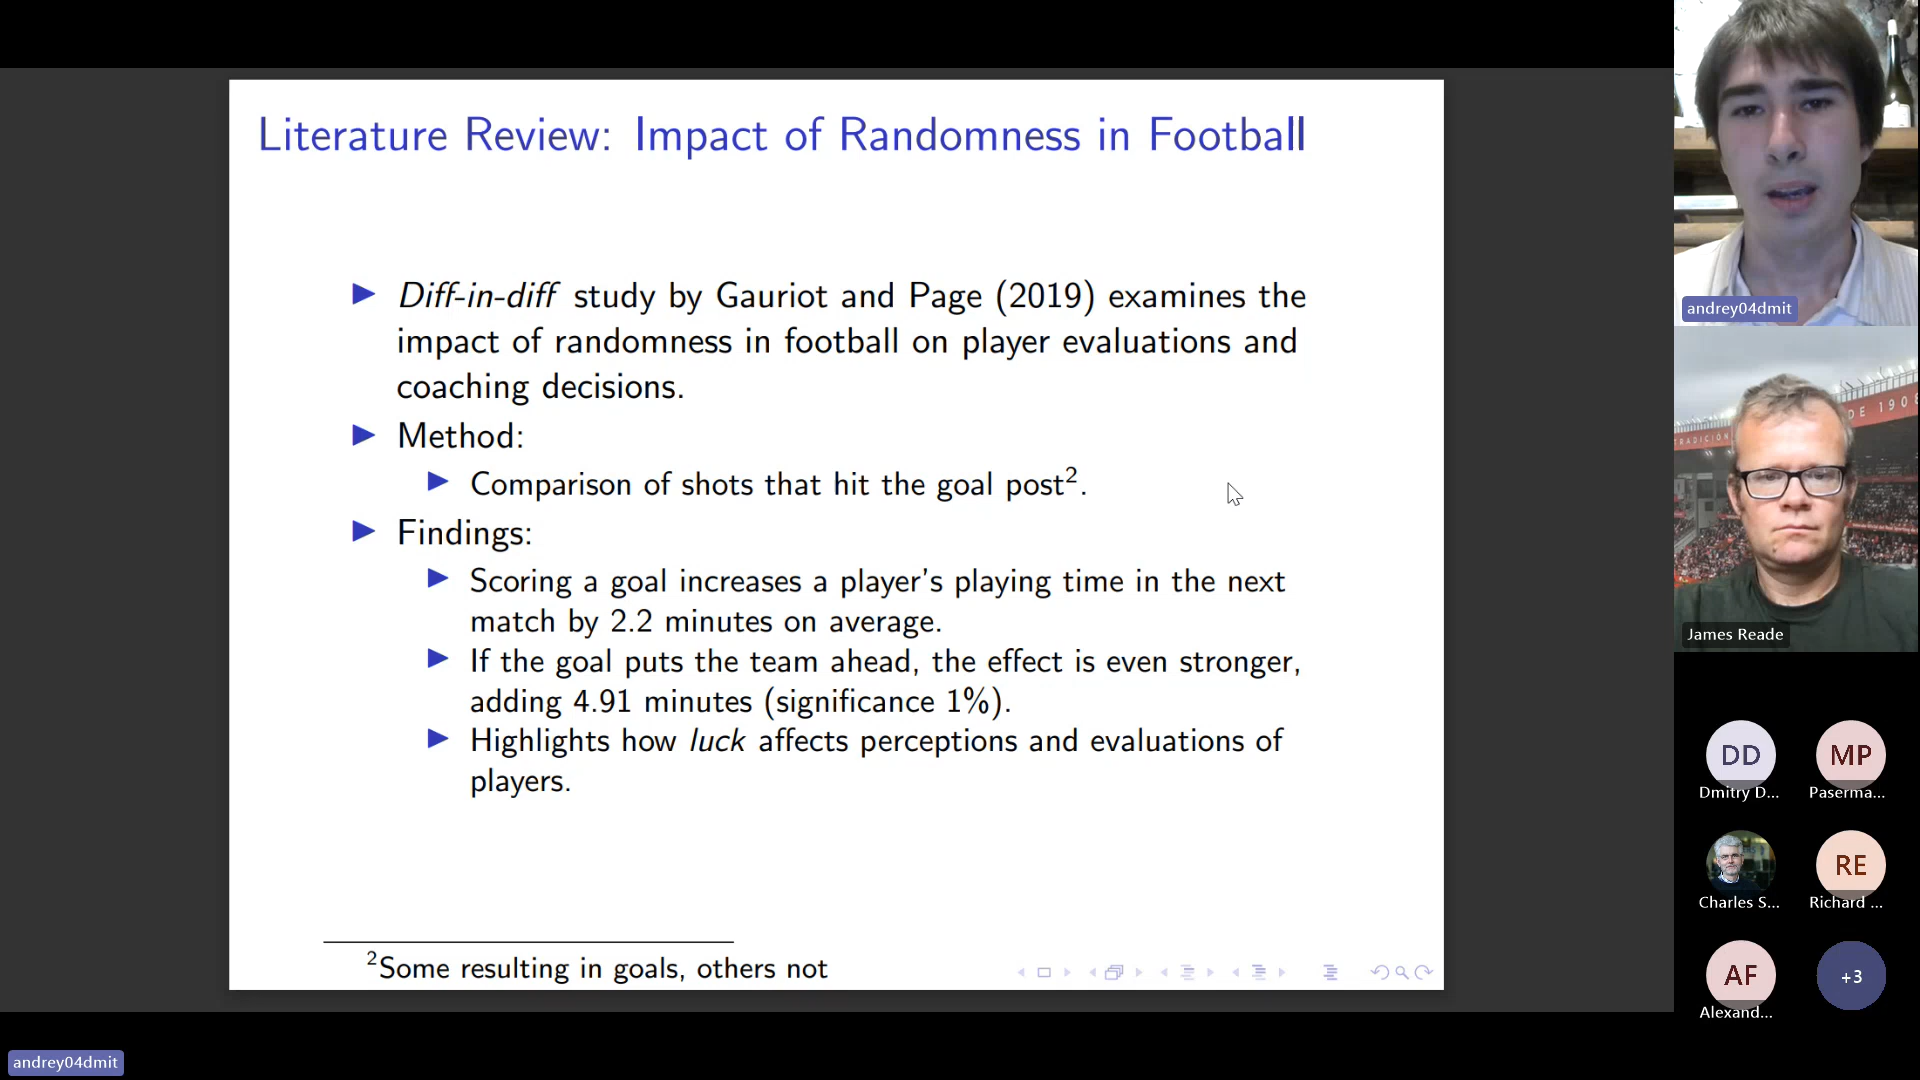 Literature Review: Impact of Randomness in Football
▶ Diff-in-diff study by Gauriot and Page (2019) examines the
impact of randomness in football on player evaluations and
coaching decisions.
▶ Method:
▶ Comparison of shots that hit the goal post².
▶ Findings:
▶ Scoring a goal increases a player's playing time in the next
match by 2.2 minutes on average.
▶ If the goal puts the team ahead, the effect is even stronger,
adding 4.91 minutes (significance 1%).
▶ Highlights how luck affects perceptions and evaluations of
players.
²Some resulting in goals, others not
andrey04dmit
DE 1908
TRADICIÓN
James Reade
DD
MP
Dmitry D...
Paserma...
RE
Charles S...
Richard ...
AF
+3
Alexand...
andrey04dmit